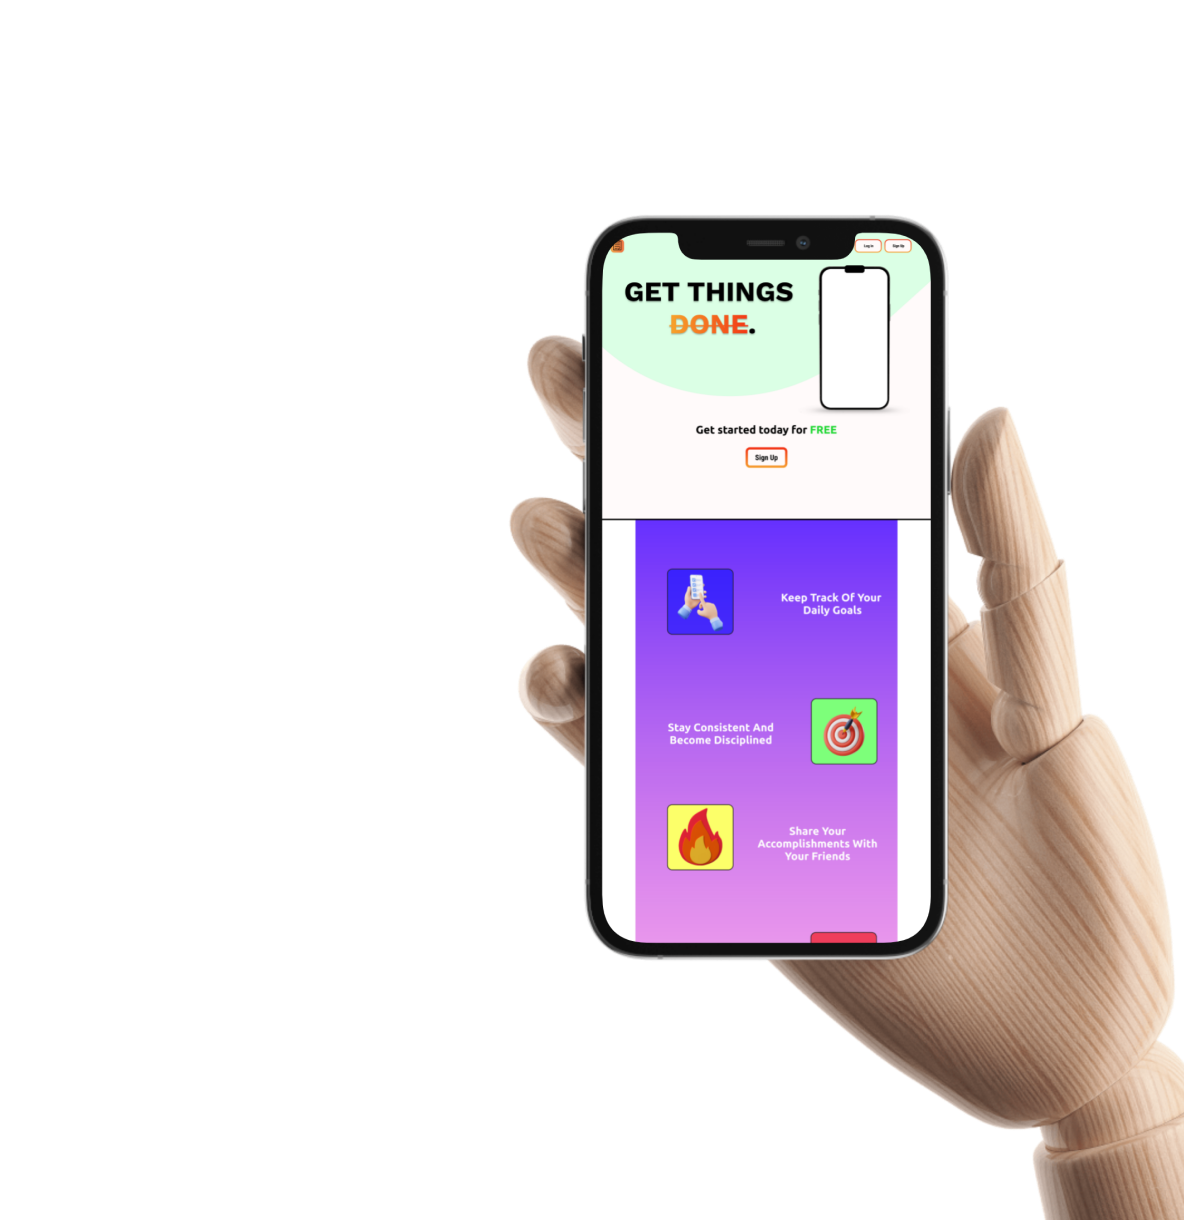 Log In
Sign Up
GET THINGS
DONE.
Get started today for FREE
Sign Up
Keep Track Of Your
Daily Goals
Stay Consistent And
Become Disciplined
Share Your
Accomplishments With
Your Friends